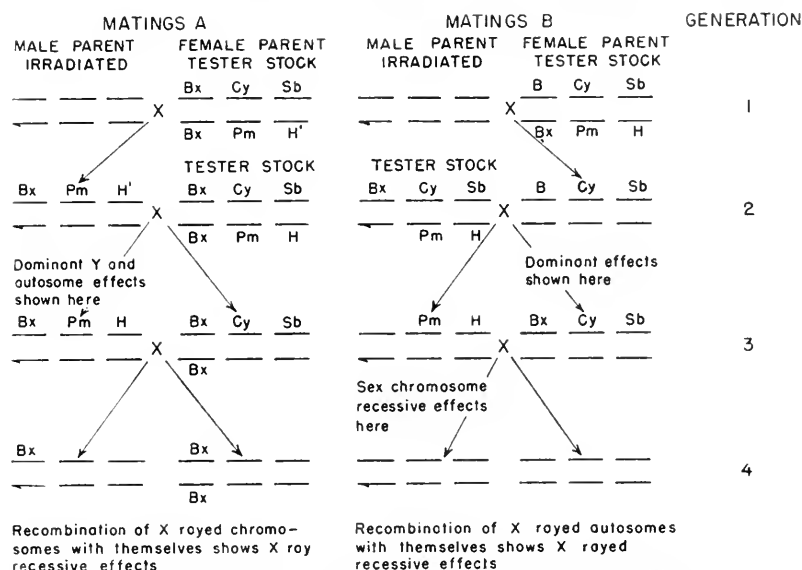 MATINGS A MATINGS B GENERATION
MALE PARENT IRRADIATED
FEMALE PARENT TESTER STOCK
MALE PARENT IRRADIATED
FEMALE PARENT TESTER STOCK
Bx Cy Sb B Cy Sb
X X 1
Bx Pm H' Bx Pm H
TESTER STOCK TESTER STOCK
Bx Pm H' Bx Cy Sb Bx Cy Sb B Cy Sb
X X 2
Bx Pm H Pm H
Dominant Y and
autosome effects
shown here
Dominant effects
shown here
Bx Pm H Bx Cy Sb Pm H Bx Cy Sb
X X 3
Bx
Sex chromosome
recessive effects
here
Bx Bx
4
Bx
Recombination of X rayed chromo-
somes with themselves shows X ray
recessive effects
Recombination of X rayed autosomes
with themselves shows X rayed
recessive effects